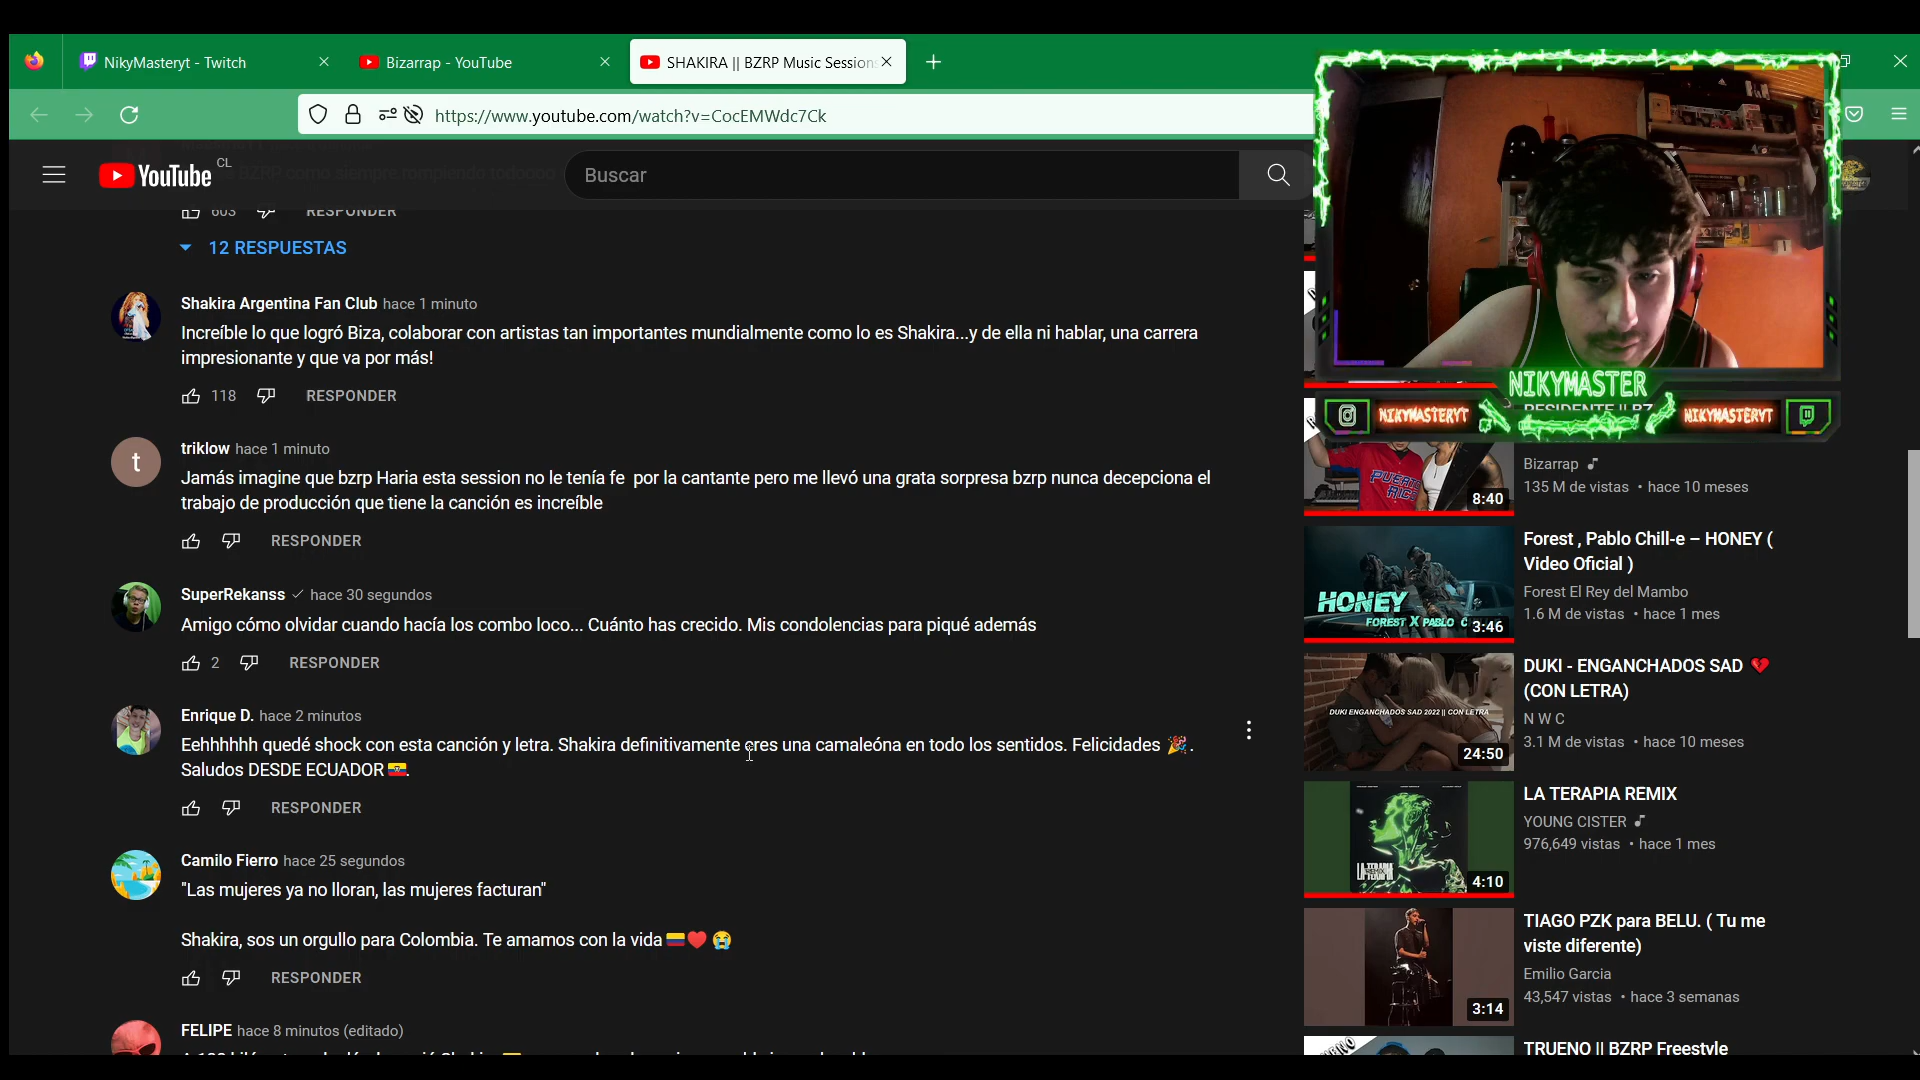 NikyMasteryt - Twitch
Bizarrap - YouTube
SHAKIRA || BZRP Music Session
https://www.youtube.com/watch?v=CocEMWdc7Ck
YouTube CL
Buscar
BZRP como siempre rompiendo
603 RESPONDER
12 RESPUESTAS
Shakira Argentina Fan Club hace 1 minuto
Increíble lo que logró Biza, colaborar con artistas tan importantes mundialmente como lo es Shakira...y de ella ni hablar, una carrera
impresionante y que va por más!
118 RESPONDER
t
triklow hace 1 minuto
Jamás imagine que bzrp Haria esta session no le tenía fe por la cantante pero me llevó una grata sorpresa bzrp nunca decepciona el
trabajo de producción que tiene la canción es increíble
RESPONDER
SuperRekanss hace 30 segundos
Amigo cómo olvidar cuando hacía los combo loco... Cuánto has crecido. Mis condolencias para piqué además
2 RESPONDER
Enrique D. hace 2 minutos
Eehhhhhh quedé shock con esta canción y letra. Shakira definitivamente eres una camaleóna en todo los sentidos. Felicidades 🎉.
Saludos DESDE ECUADOR 🇪🇨.
RESPONDER
Camilo Fierro hace 25 segundos
"Las mujeres ya no lloran, las mujeres facturan"
Shakira, sos un orgullo para Colombia. Te amamos con la vida 🇨🇴❤️😭
RESPONDER
FELIPE hace 8 minutos (editado)
NIKYMASTER
NIKYMASTERYT
NIKYMASTERYT
RESIDENTE || BZ
Bizarrap
135 M de vistas • hace 10 meses
PUERTO
RICO
8:40
Forest , Pablo Chill-e – HONEY (
Video Oficial )
Forest El Rey del Mambo
1.6 M de vistas • hace 1 mes
HONEY
FOREST X PABLO C
3:46
DUKI - ENGANCHADOS SAD 💔
(CON LETRA)
N W C
3.1 M de vistas • hace 10 meses
DUKI ENGANCHADOS SAD 2022 || CON LETRA
24:50
LA TERAPIA REMIX
YOUNG CISTER
976,649 vistas • hace 1 mes
LA TERAPIA
REMIX
4:10
TIAGO PZK para BELU. ( Tu me
viste diferente)
Emilio Garcia
43,547 vistas • hace 3 semanas
3:14
TRUENO || BZRP Freestyle